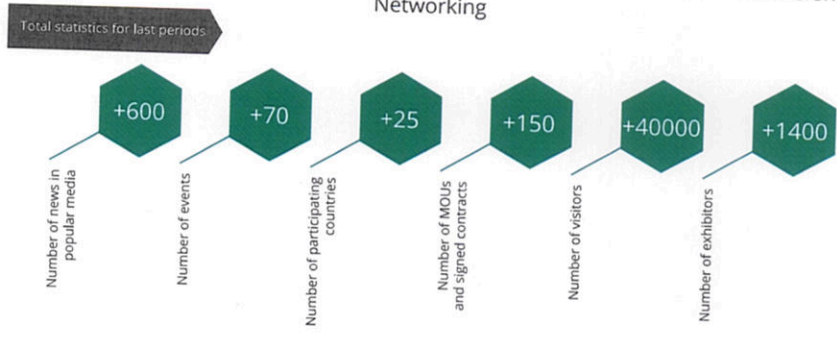 Networking
Total statistics for last periods
+600
+70
+25
+150
+40000
+1400
Number of news in
popular media
Number of events
Number of participating
countries
Number of MOUs
and signed contracts
Number of visitors
Number of exhibitors